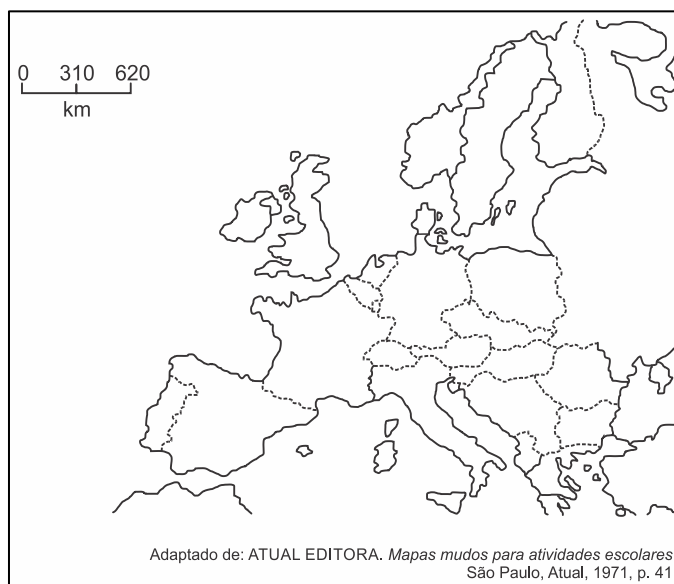 0 310 620
km
Adaptado de: ATUAL EDITORA. Mapas mudos para atividades escolares
São Paulo, Atual, 1971, p. 41